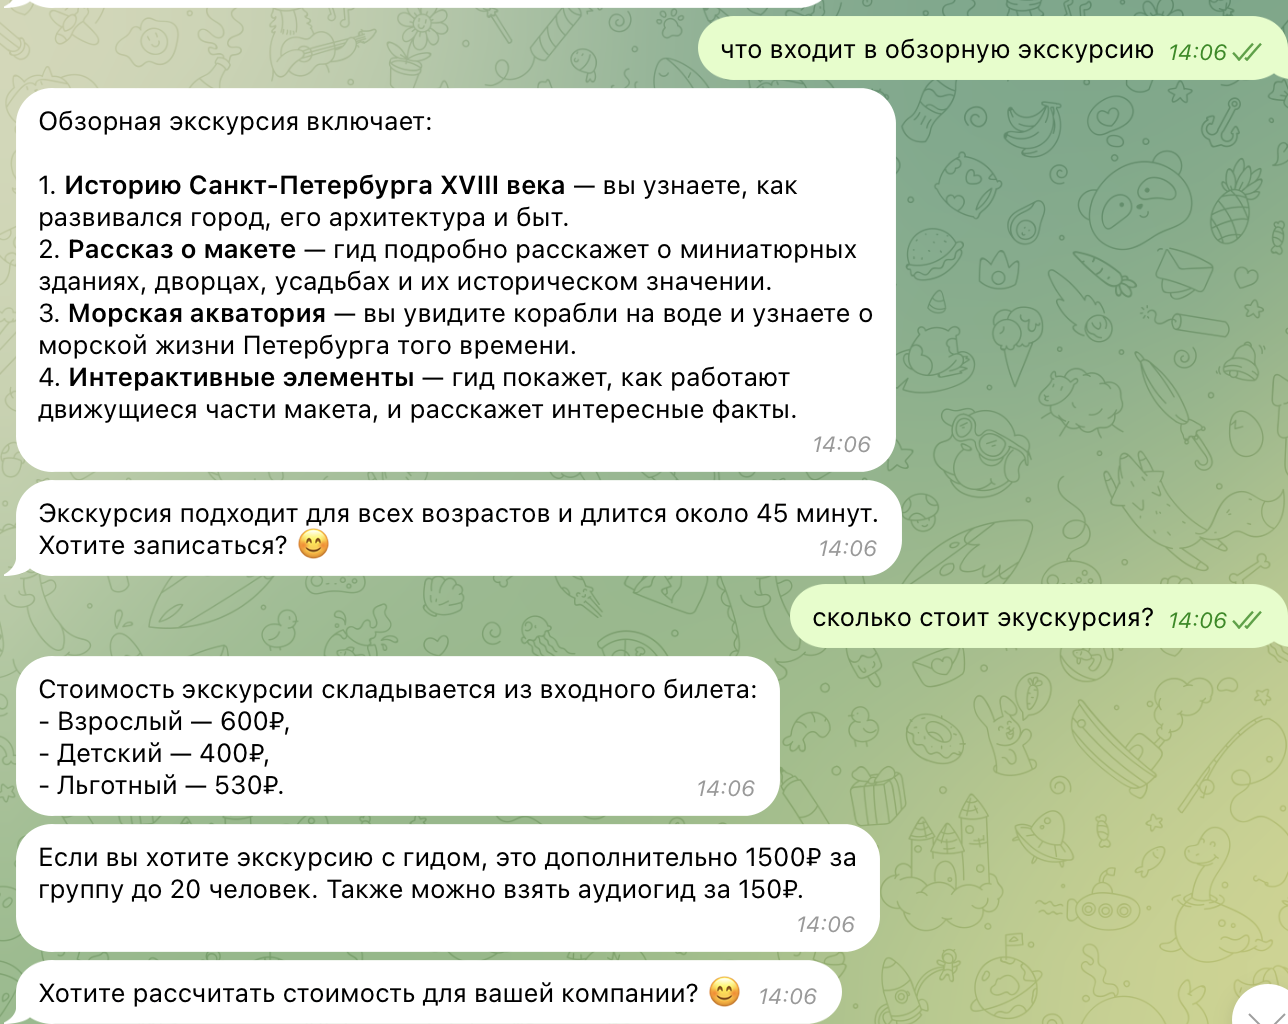 что входит в обзорную экскурсию 14:06
Обзорная экскурсия включает:
1. Историю Санкт-Петербурга XVIII века — вы узнаете, как
развивался город, его архитектура и быт.
2. Рассказ о макете — гид подробно расскажет о миниатюрных
зданиях, дворцах, усадьбах и их историческом значении.
3. Морская акватория — вы увидите корабли на воде и узнаете о
морской жизни Петербурга того времени.
4. Интерактивные элементы — гид покажет, как работают
движущиеся части макета, и расскажет интересные факты.
14:06
Экскурсия подходит для всех возрастов и длится около 45 минут.
Хотите записаться? 😊 14:06
сколько стоит экускурсия? 14:06
Стоимость экскурсии складывается из входного билета:
- Взрослый — 600₽,
- Детский — 400₽,
- Льготный — 530₽. 14:06
Если вы хотите экскурсию с гидом, это дополнительно 1500₽ за
группу до 20 человек. Также можно взять аудиогид за 150₽.
14:06
Хотите рассчитать стоимость для вашей компании? 😊 14:06